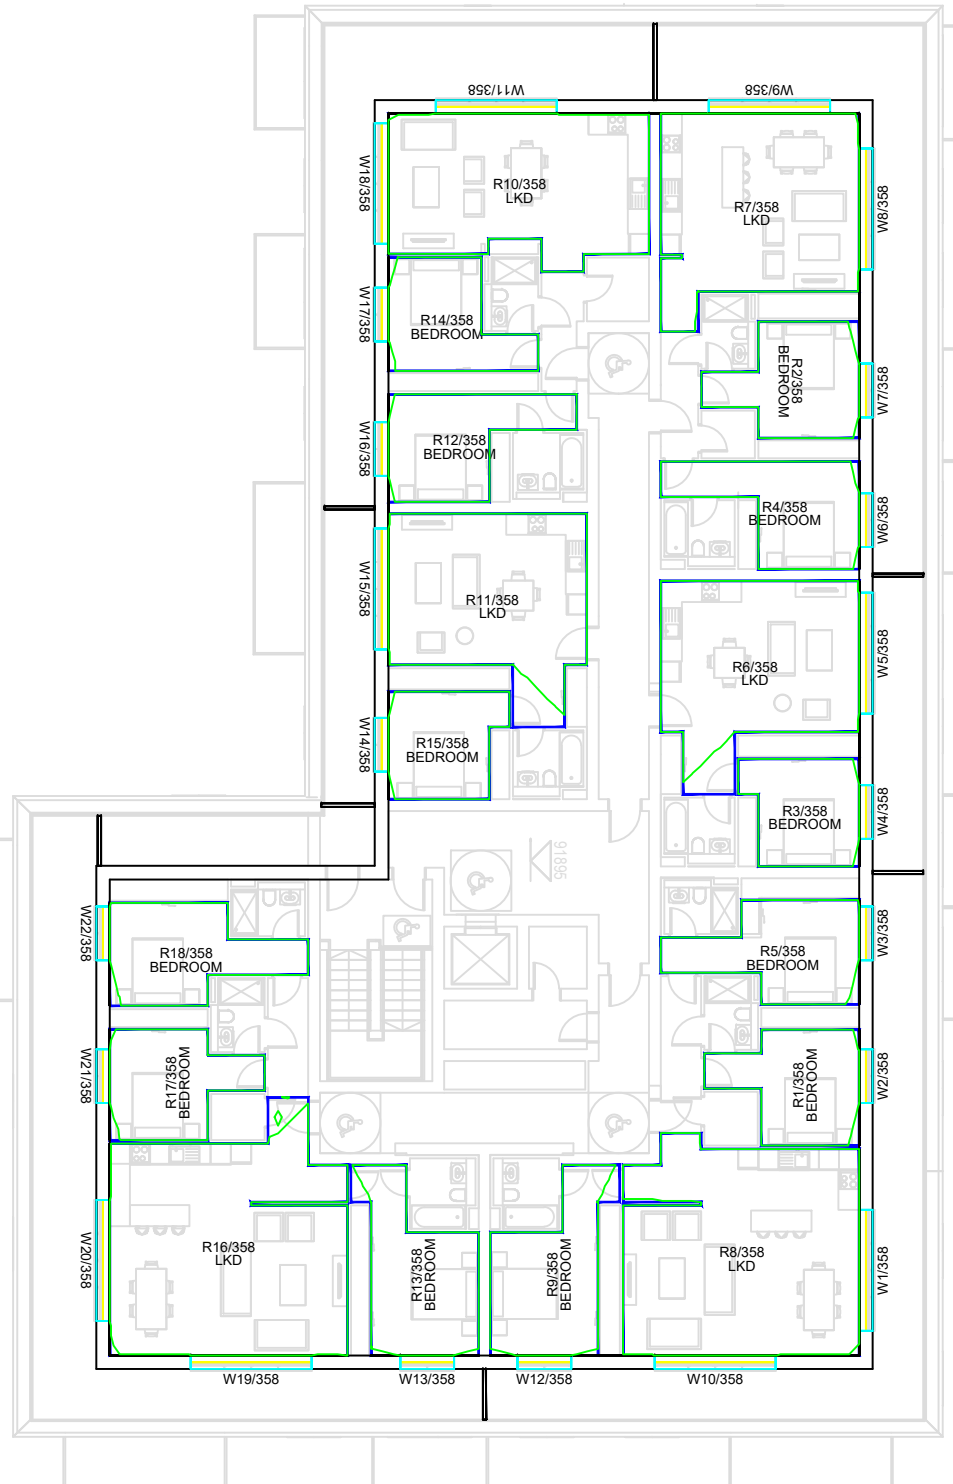 W11/358
W9/358
W18/358
R10/358
LKD
R7/358
LKD
W8/358
W17/358
R14/358
BEDROOM
R2/358
BEDROOM
W7/358
W16/358
R12/358
BEDROOM
R4/358
BEDROOM
W6/358
W15/358
R11/358
LKD
R6/358
LKD
W5/358
W14/358
R15/358
BEDROOM
R3/358
BEDROOM
W4/358
91895
W22/358
R18/358
BEDROOM
R5/358
BEDROOM
W3/358
W21/358
R17/358
BEDROOM
R1/358
BEDROOM
W2/358
W20/358
R16/358
LKD
R13/358
BEDROOM
R9/358
BEDROOM
R8/358
LKD
W1/358
W19/358
W13/358
W12/358
W10/358